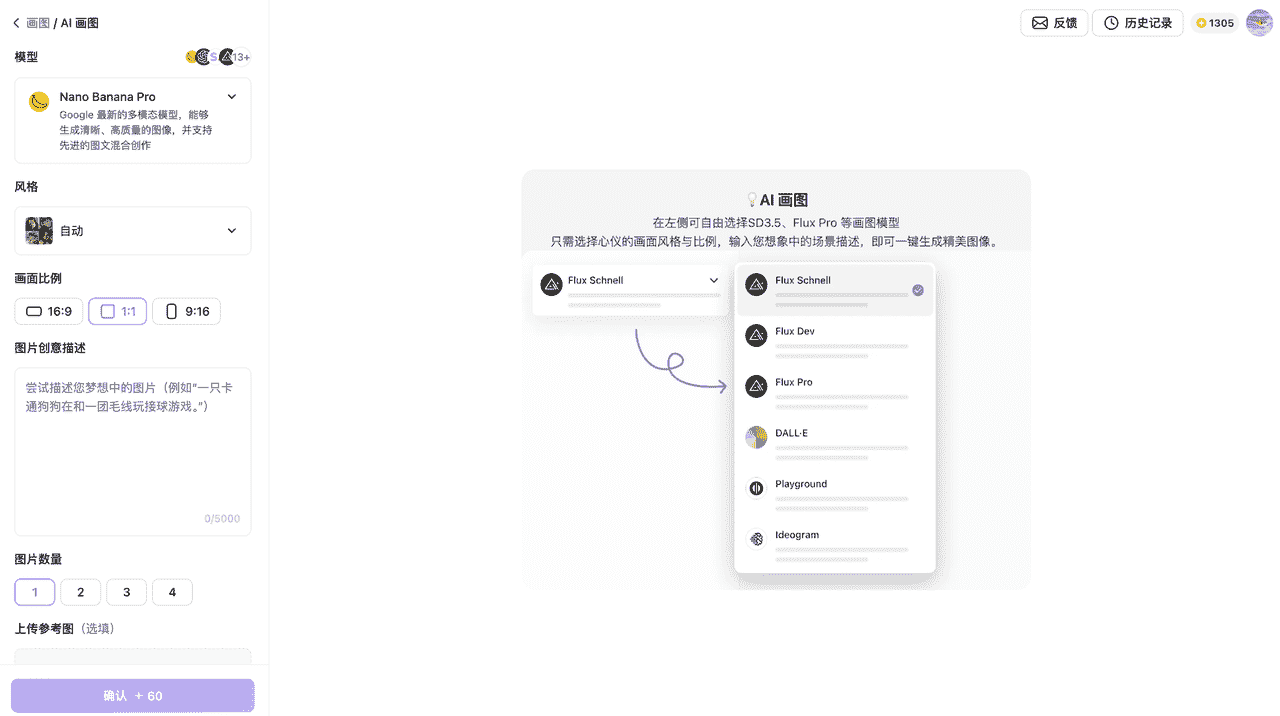 画图 / AI 画图
反馈
历史记录
1305
模型
13+
Nano Banana Pro
Google 最新的多模态模型，能够
生成清晰、高质量的图像，并支持
先进的图文混合创作
风格
自动
画面比例
16:9
1:1
9:16
图片创意描述
尝试描述您梦想中的图片（例如“一只卡
通狗狗在和一团毛线玩接球游戏。”）
0/5000
图片数量
1
2
3
4
上传参考图（选填）
确认 + 60
AI 画图
在左侧可自由选择SD3.5、Flux Pro 等画图模型
只需选择心仪的画面风格与比例，输入您想象中的场景描述，即可一键生成精美图像。
Flux Schnell
Flux Schnell
Flux Dev
Flux Pro
DALL·E
Playground
Ideogram